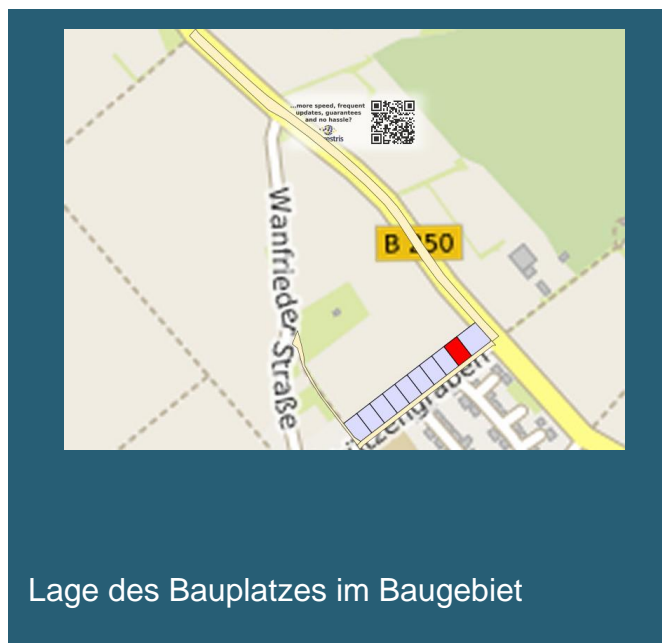 ...more speed, frequent
updates, guarantees
and no hassle?
B 250
Wanfrieder Straße
Lage des Bauplatzes im Baugebiet